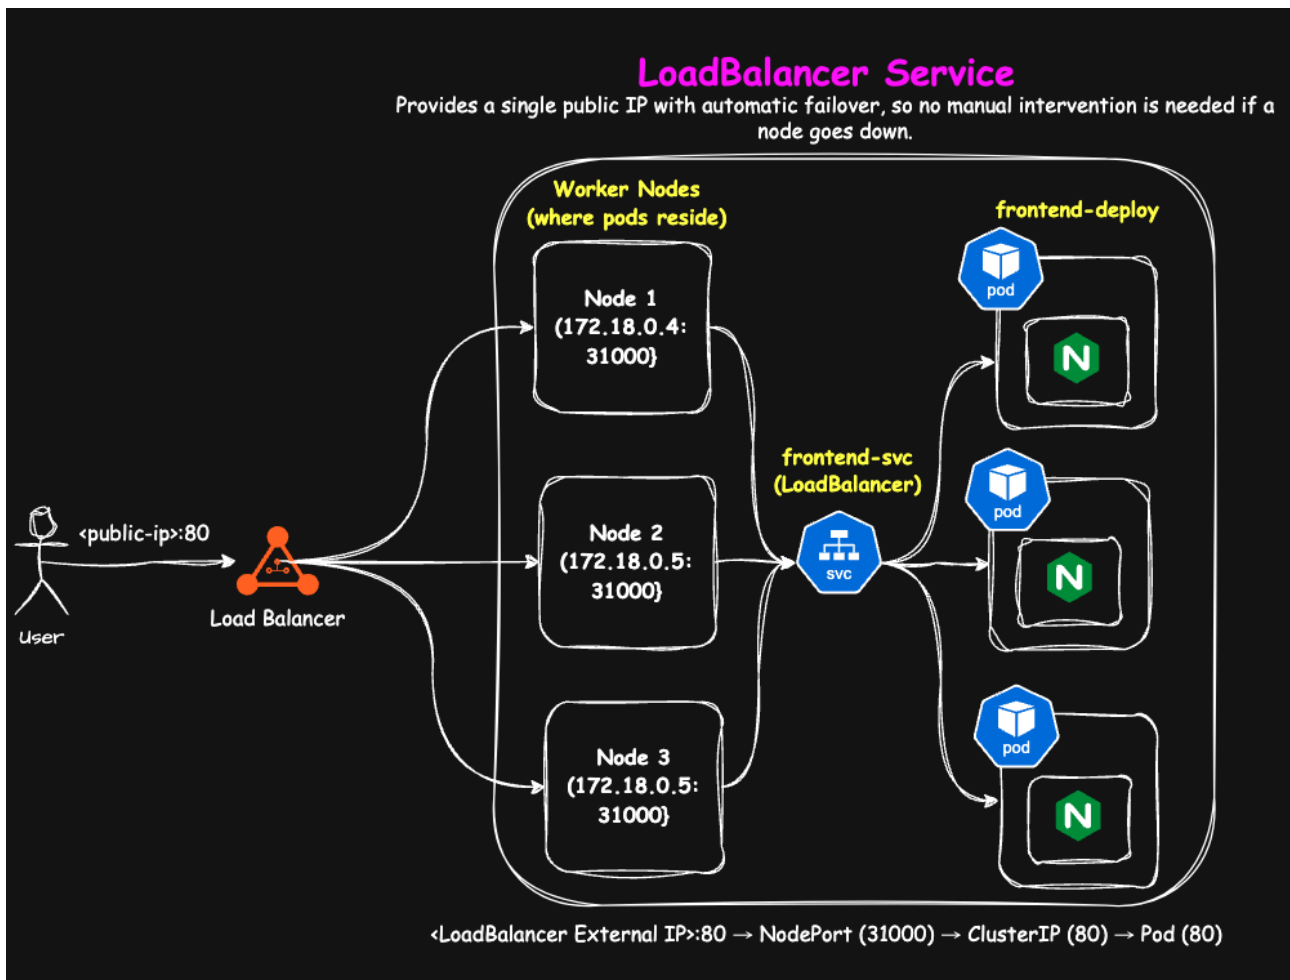 LoadBalancer Service
Provides a single public IP with automatic failover, so no manual intervention is needed if a
node goes down.
Worker Nodes
(where pods reside)
frontend-deploy
pod
Node 1
(172.18.0.4:
31000}
N
frontend-svc
(LoadBalancer)
pod
<public-ip>:80
Node 2
(172.18.0.5:
31000}
svc
N
Load Balancer
User
pod
Node 3
(172.18.0.5:
31000}
N
<LoadBalancer External IP>:80 → NodePort (31000) → ClusterIP (80) → Pod (80)